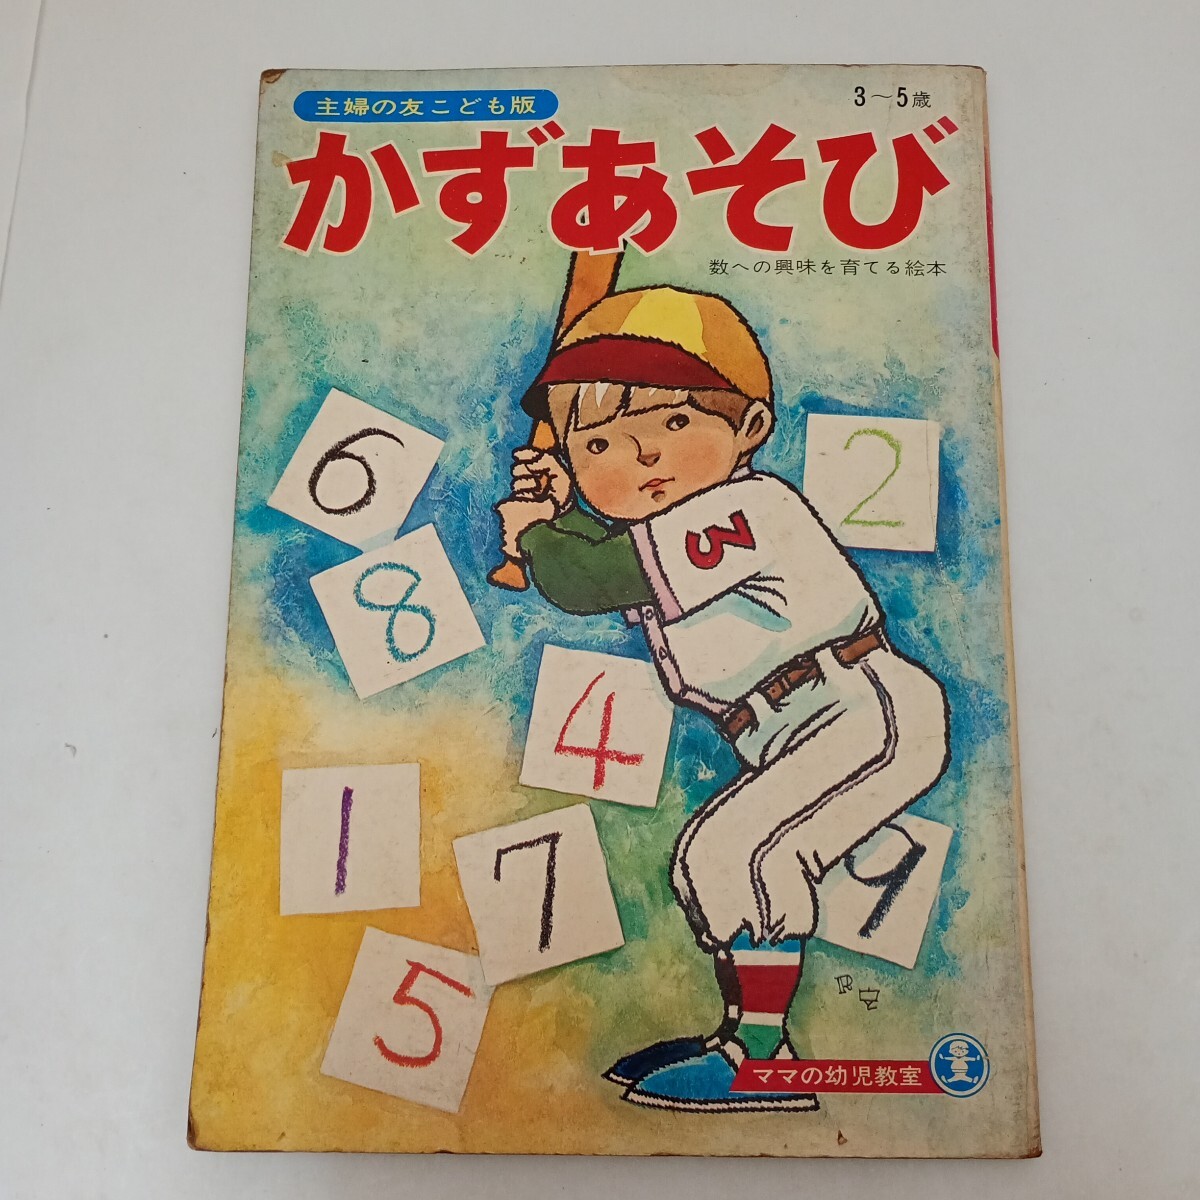 主婦の友こども版
3〜5歳
かずあそび
数への興味を育てる絵本
6
2
3
8
4
1
7
9
5
ママの幼児教室